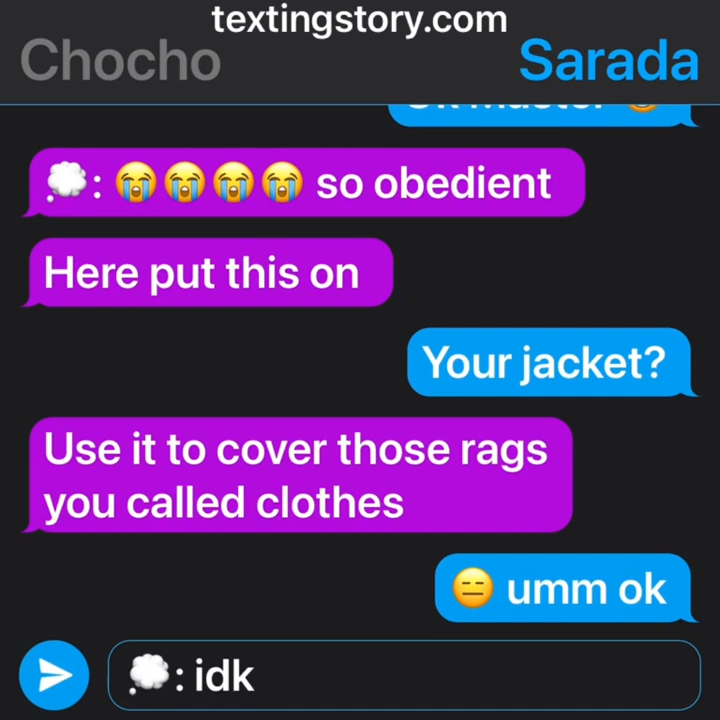 textingstory.com
Chocho
Sarada
💭: 😭😭😭😭 so obedient
Here put this on
Your jacket?
Use it to cover those rags
you called clothes
😑 umm ok
💭: idk